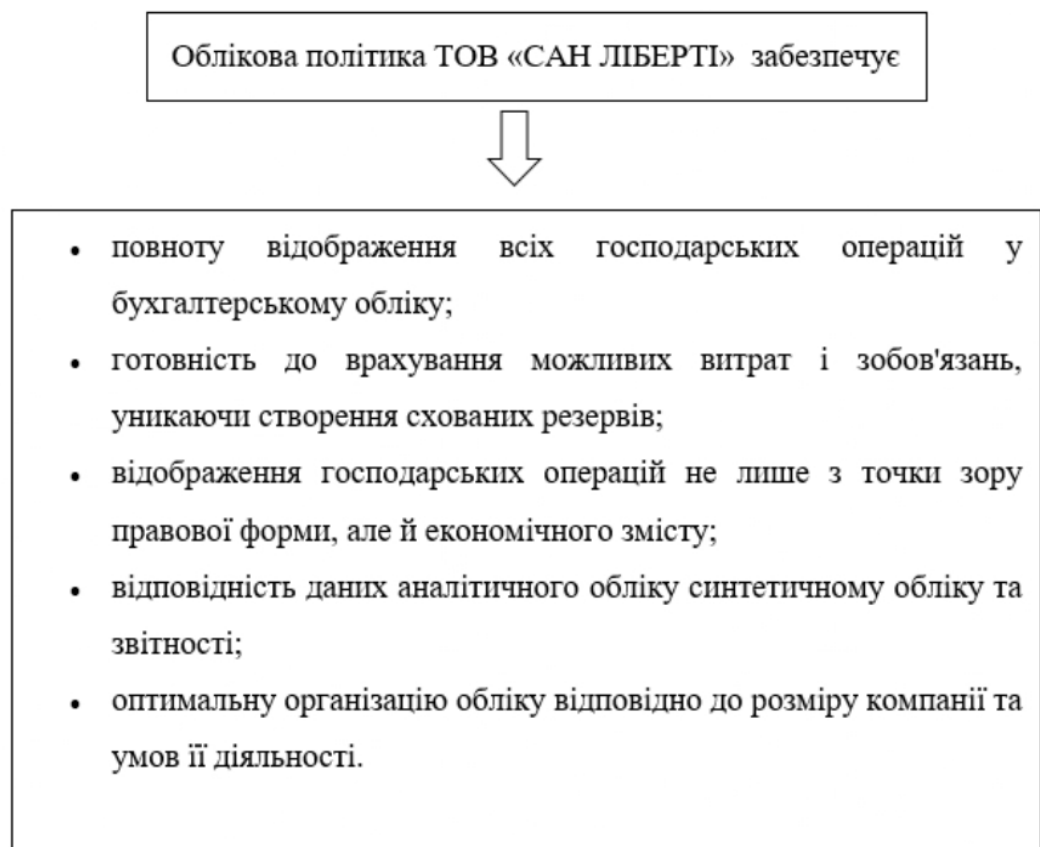 Облікова політика ТОВ «САН ЛІБЕРТІ» забезпечує
• повноту відображення всіх господарських операцій у
бухгалтерському обліку;
• готовність до врахування можливих витрат і зобов'язань,
уникаючи створення схованих резервів;
• відображення господарських операцій не лише з точки зору
правової форми, але й економічного змісту;
• відповідність даних аналітичного обліку синтетичному обліку та
звітності;
• оптимальну організацію обліку відповідно до розміру компанії та
умов її діяльності.